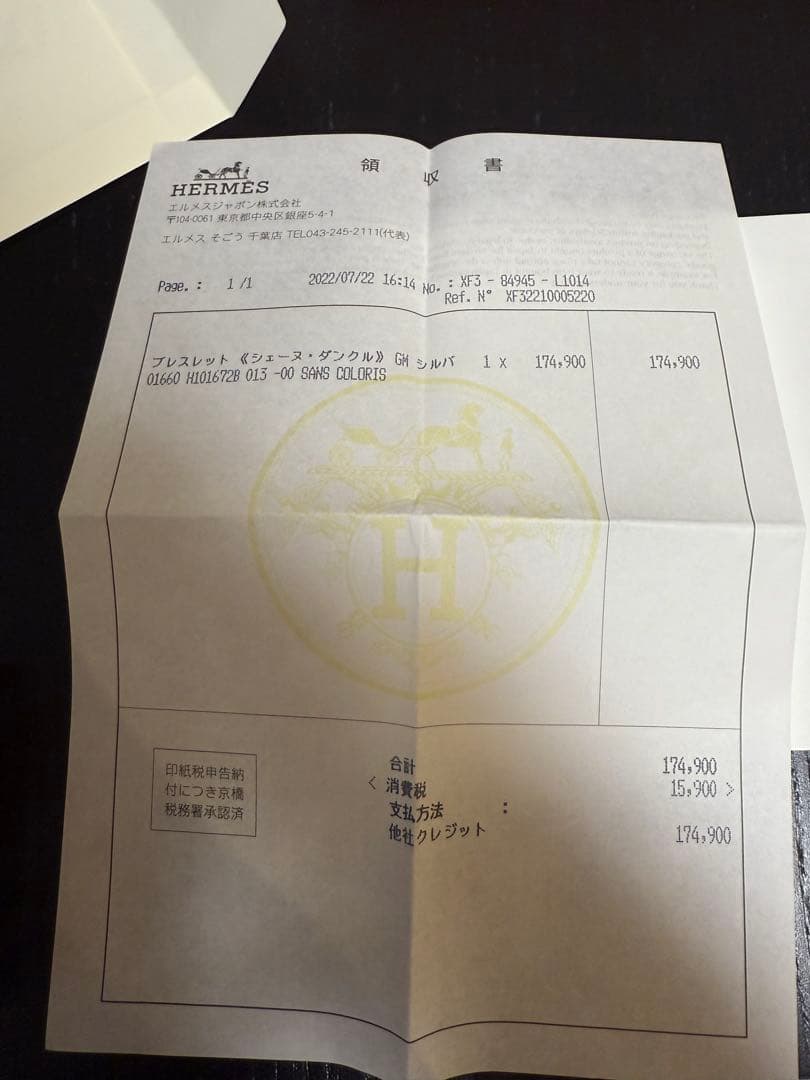 領収書
HERMÈS
エルメスジャポン株式会社
〒104-0061 東京都中央区銀座5-4-1
エルメス そごう 千葉店 TEL043-245-2111(代表)
Page. : 1 /1 2022/07/22 16:14 No. : XF3 - 84945 - L1014
Ref. N° XF32210005220
ブレスレット 《シェーヌ・ダンクル》 GM シルバ 1 x 174,900 174,900
01660 H101672B 013 -00 SANS COLORIS
H
合計 174,900
< 消費税 15,900 >
支払方法 :
他社クレジット 174,900
印紙税申告納
付につき京橋
税務署承認済